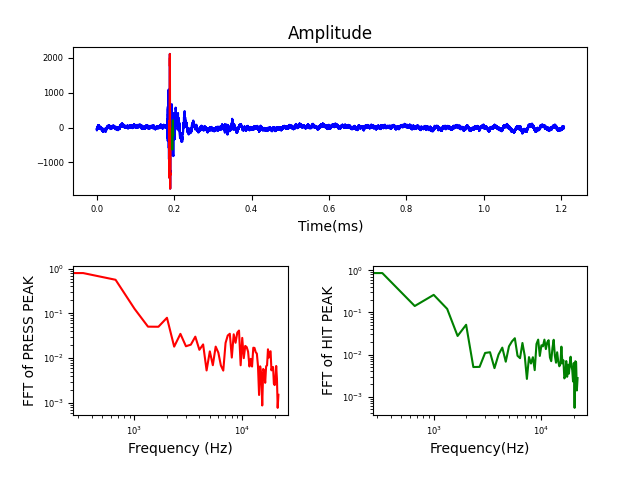 Amplitude
2000
1000
0
−1000
0.0 0.2 0.4 0.6 0.8 1.0 1.2
Time(ms)
FFT of PRESS PEAK
10⁰
10⁻¹
10⁻²
10⁻³
10³ 10⁴
Frequency (Hz)
FFT of HIT PEAK
10⁰
10⁻¹
10⁻²
10⁻³
10³ 10⁴
Frequency(Hz)